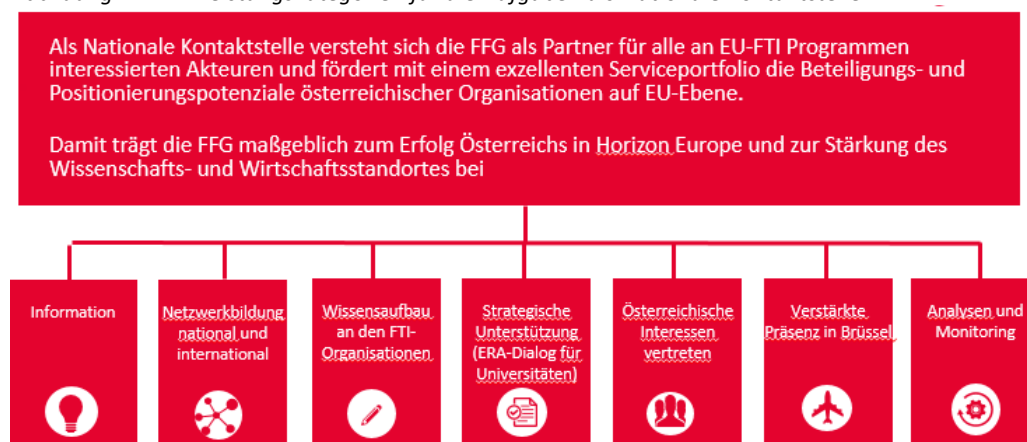 Als Nationale Kontaktstelle versteht sich die FFG als Partner für alle an EU-FTI Programmen
interessierten Akteuren und fördert mit einem exzellenten Serviceportfolio die Beteiligungs- und
Positionierungspotenziale österreichischer Organisationen auf EU-Ebene.
Damit trägt die FFG maßgeblich zum Erfolg Österreichs in Horizon Europe und zur Stärkung des
Wissenschafts- und Wirtschaftsstandortes bei
Information
Netzwerkbildung
national und
international
Wissensaufbau
an den FTI-
Organisationen
Strategische
Unterstützung
(ERA-Dialog für
Universitäten)
Österreichische
Interessen
vertreten
Verstärkte
Präsenz in Brüssel
Analysen und
Monitoring